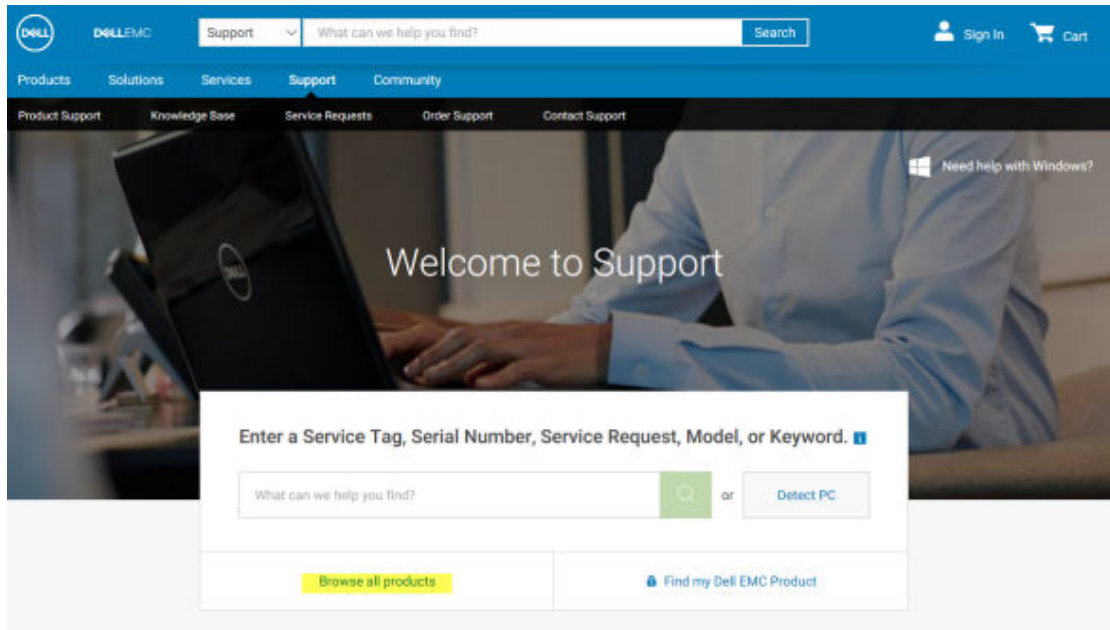 DELL DELLEMC Support What can we help you find? Search Sign In Cart
Products Solutions Services Support Community
Product Support Knowledge Base Service Requests Order Support Contact Support
Need help with Windows?
DELL
Welcome to Support
Enter a Service Tag, Serial Number, Service Request, Model, or Keyword. i
What can we help you find? or Detect PC
Browse all products Find my Dell EMC Product